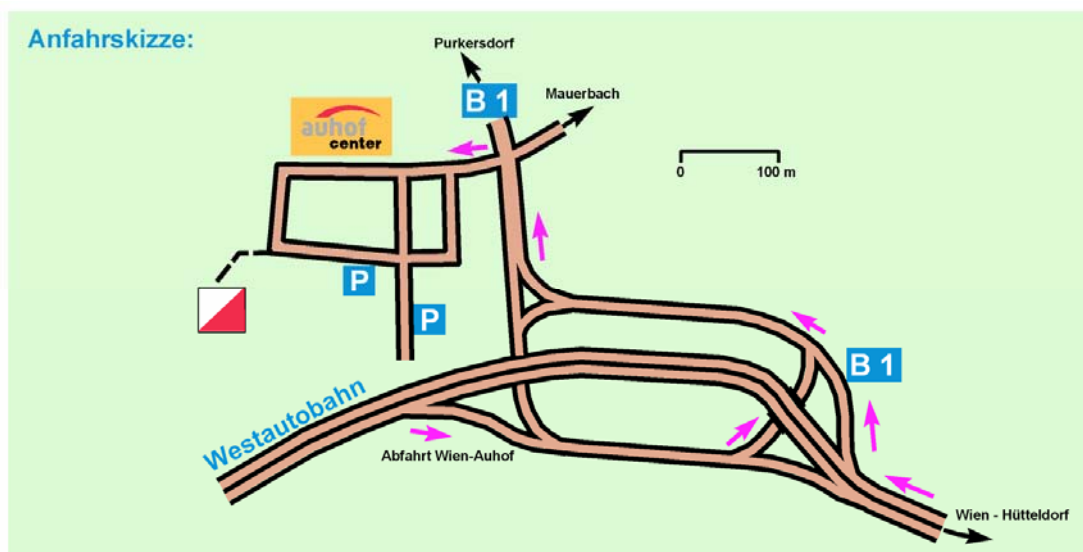 Anfahrskizze:
Purkersdorf
B 1
Mauerbach
auhof
center
0 100 m
P
P
B 1
Westautobahn
Abfahrt Wien-Auhof
Wien - Hütteldorf